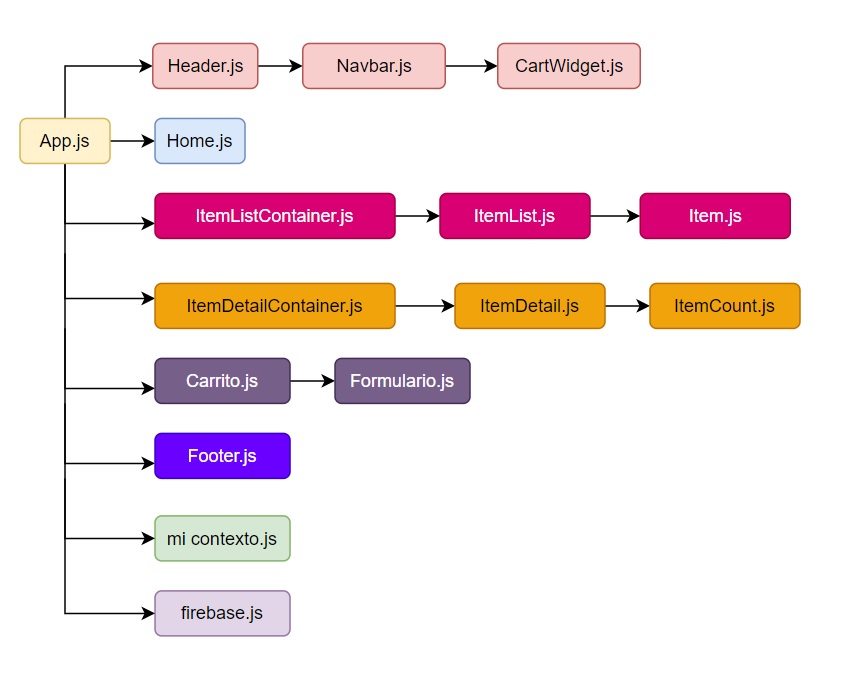 Header.js
Navbar.js
CartWidget.js
App.js
Home.js
ItemListContainer.js
ItemList.js
Item.js
ItemDetailContainer.js
ItemDetail.js
ItemCount.js
Carrito.js
Formulario.js
Footer.js
mi contexto.js
firebase.js